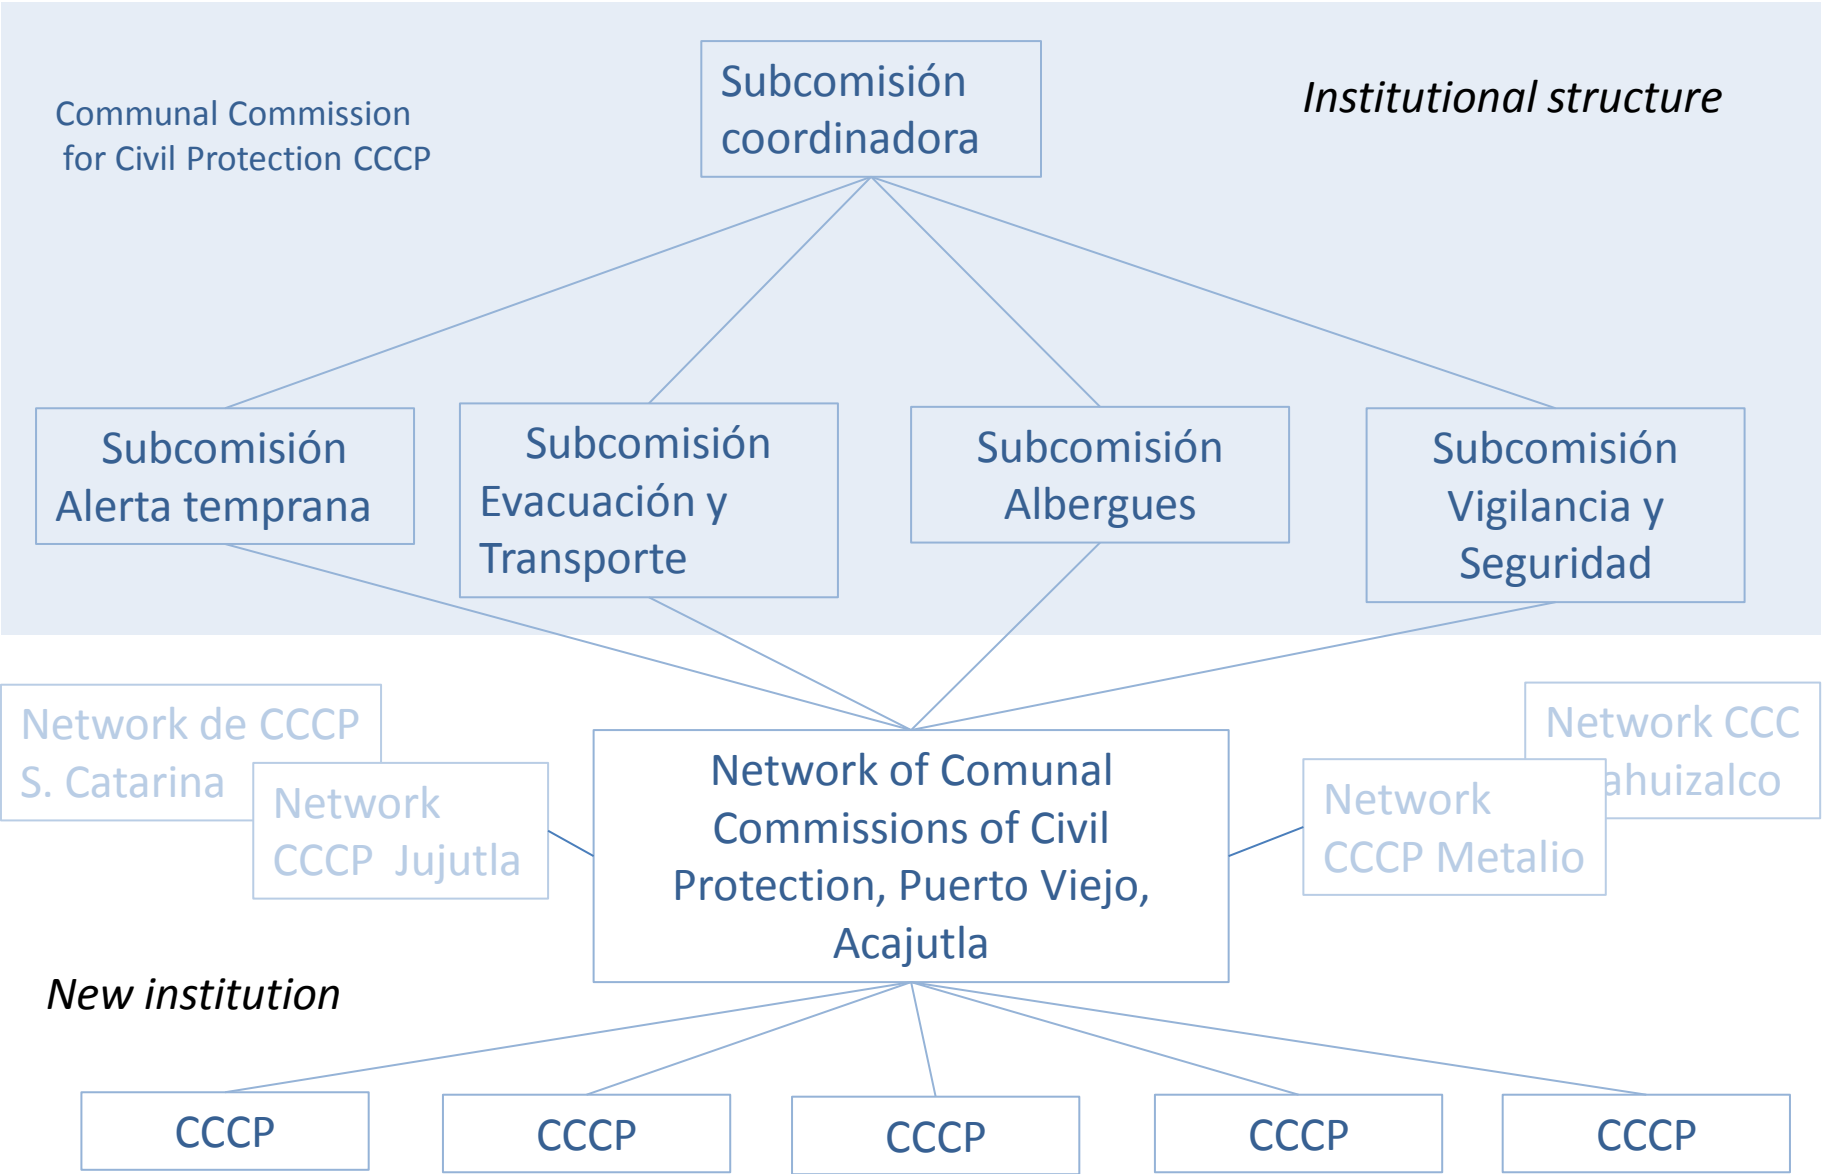 Communal Commission
for Civil Protection CCCP
Subcomisión
coordinadora
Institutional structure
Subcomisión
Alerta temprana
Subcomisión
Evacuación y
Transporte
Subcomisión
Albergues
Subcomisión
Vigilancia y
Seguridad
Network de CCCP
S. Catarina
Network
CCCP Jujutla
Network of Comunal
Commissions of Civil
Protection, Puerto Viejo,
Acajutla
Network
CCCP Metalio
Network CCC
ahuizalco
New institution
CCCP
CCCP
CCCP
CCCP
CCCP